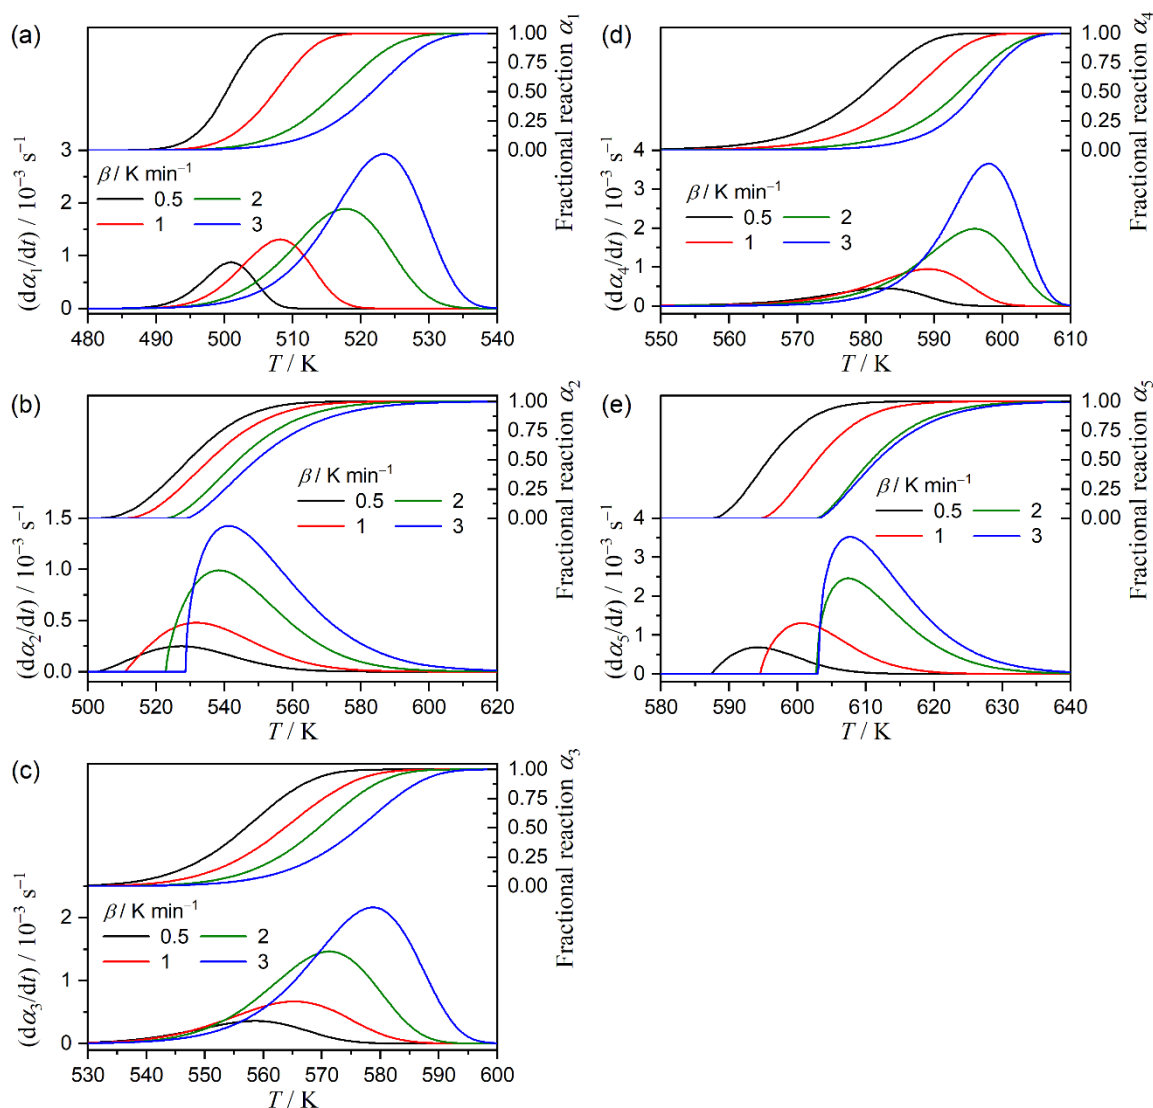 (a)
Fractional reaction α₁
1.00
0.75
0.50
0.25
0.00
(dα₁/dt) / 10⁻³ s⁻¹
3
2
1
0
β / K min⁻¹
0.5 2
1 3
480 490 500 510 520 530 540
T / K
(d)
Fractional reaction α₄
1.00
0.75
0.50
0.25
0.00
(dα₄/dt) / 10⁻³ s⁻¹
4
3
2
1
0
β / K min⁻¹
0.5 2
1 3
550 560 570 580 590 600 610
T / K
(b)
Fractional reaction α₂
1.00
0.75
0.50
0.25
0.00
(dα₂/dt) / 10⁻³ s⁻¹
1.5
1.0
0.5
0.0
β / K min⁻¹
0.5 2
1 3
500 520 540 560 580 600 620
T / K
(e)
Fractional reaction α₅
1.00
0.75
0.50
0.25
0.00
(dα₅/dt) / 10⁻³ s⁻¹
4
3
2
1
0
β / K min⁻¹
0.5 2
1 3
580 590 600 610 620 630 640
T / K
(c)
Fractional reaction α₃
1.00
0.75
0.50
0.25
0.00
(dα₃/dt) / 10⁻³ s⁻¹
2
1
0
β / K min⁻¹
0.5 2
1 3
530 540 550 560 570 580 590 600
T / K